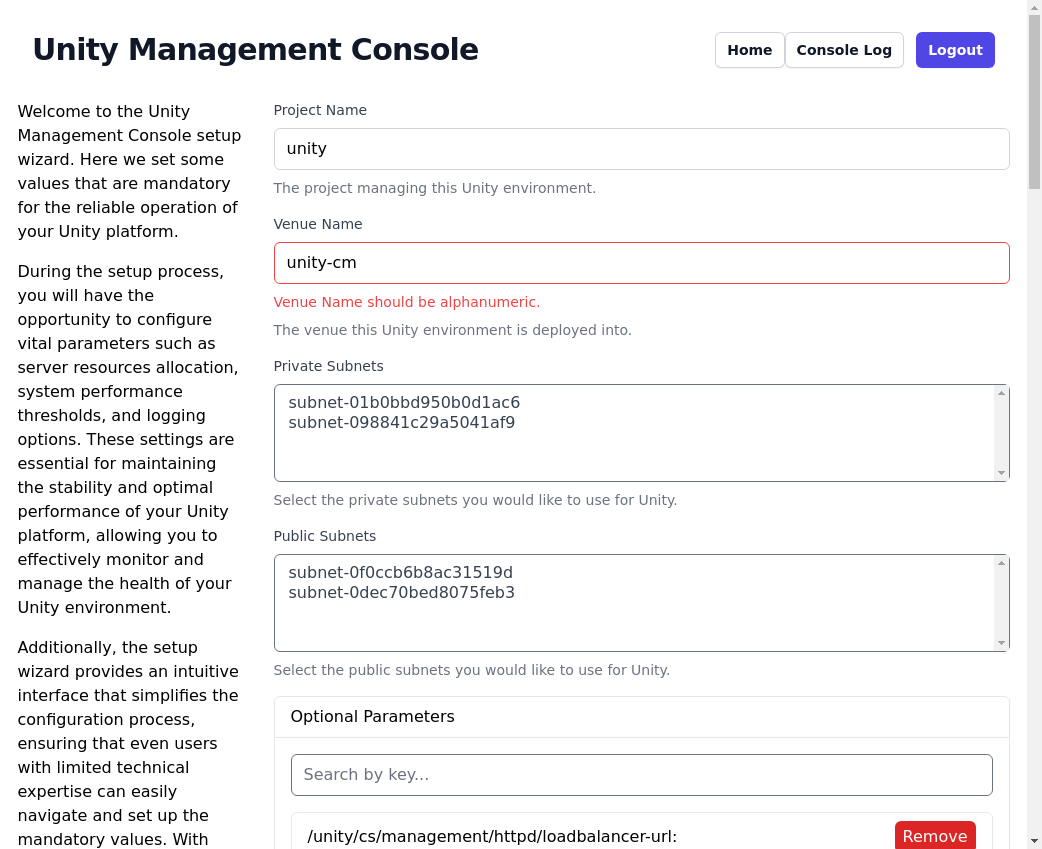 Unity Management Console
Home
Console Log
Logout
Welcome to the Unity
Management Console setup
wizard. Here we set some
values that are mandatory
for the reliable operation of
your Unity platform.
During the setup process,
you will have the
opportunity to configure
vital parameters such as
server resources allocation,
system performance
thresholds, and logging
options. These settings are
essential for maintaining
the stability and optimal
performance of your Unity
platform, allowing you to
effectively monitor and
manage the health of your
Unity environment.
Additionally, the setup
wizard provides an intuitive
interface that simplifies the
configuration process,
ensuring that even users
with limited technical
expertise can easily
navigate and set up the
mandatory values. With
Project Name
unity
The project managing this Unity environment.
Venue Name
unity-cm
Venue Name should be alphanumeric.
The venue this Unity environment is deployed into.
Private Subnets
subnet-01b0bbd950b0d1ac6
subnet-098841c29a5041af9
Select the private subnets you would like to use for Unity.
Public Subnets
subnet-0f0ccb6b8ac31519d
subnet-0dec70bed8075feb3
Select the public subnets you would like to use for Unity.
Optional Parameters
Search by key...
/unity/cs/management/httpd/loadbalancer-url:
Remove